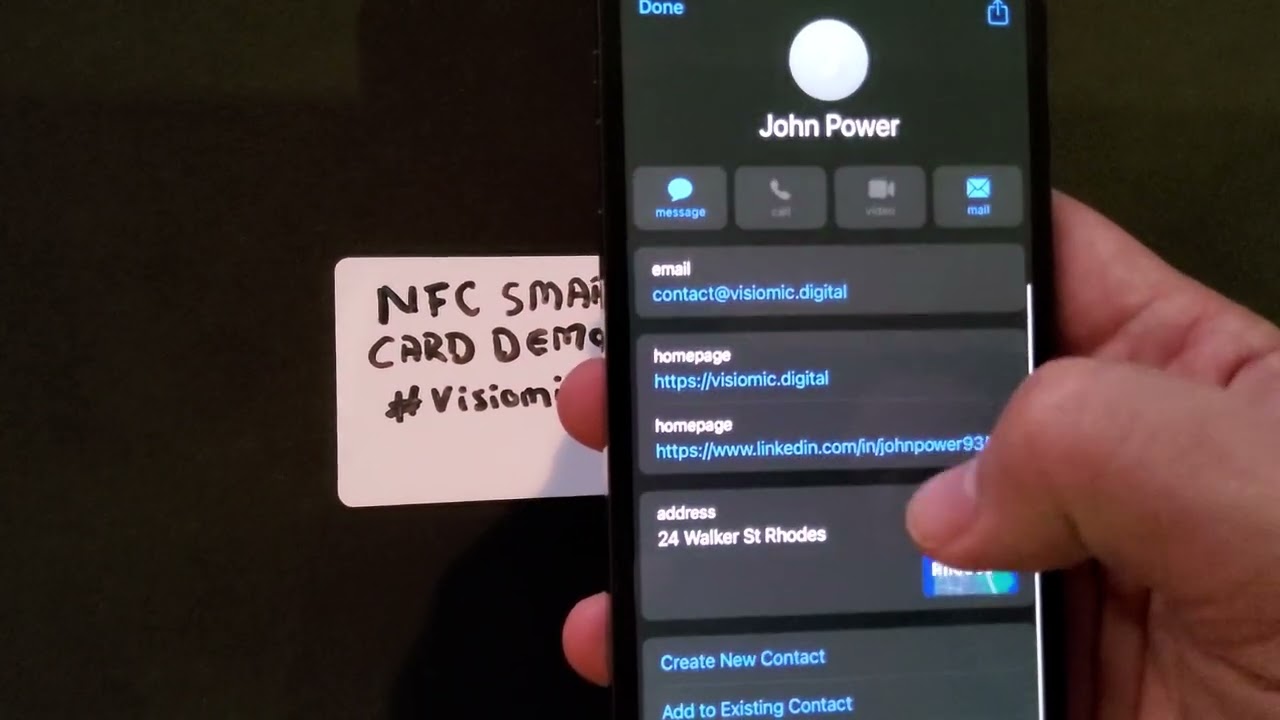 NFC SMAR
CARD DEMO
#Visiomi
Done
John Power
message
call
video
mail
email
contact@visiomic.digital
homepage
https://visiomic.digital
homepage
https://www.linkedin.com/in/johnpower93
address
24 Walker St Rhodes
Create New Contact
Add to Existing Contact